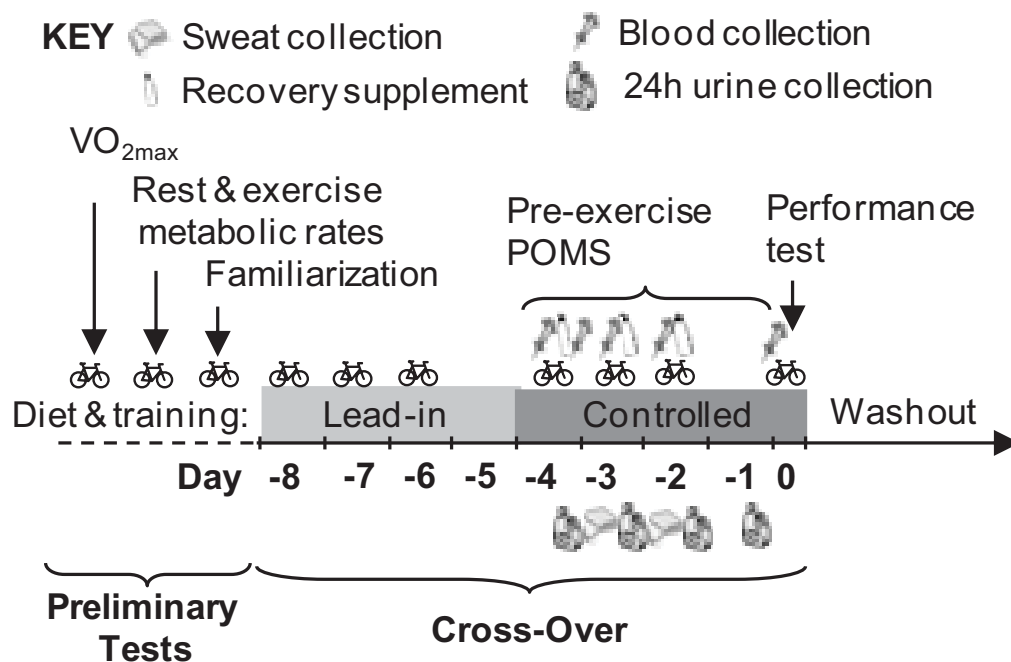 KEY Sweat collection Blood collection
Recovery supplement 24h urine collection
VO2max
Rest & exercise
metabolic rates
Familiarization
Pre-exercise
POMS
Performance
test
Diet & training: Lead-in Controlled Washout
Day -8 -7 -6 -5 -4 -3 -2 -1 0
Preliminary
Tests
Cross-Over